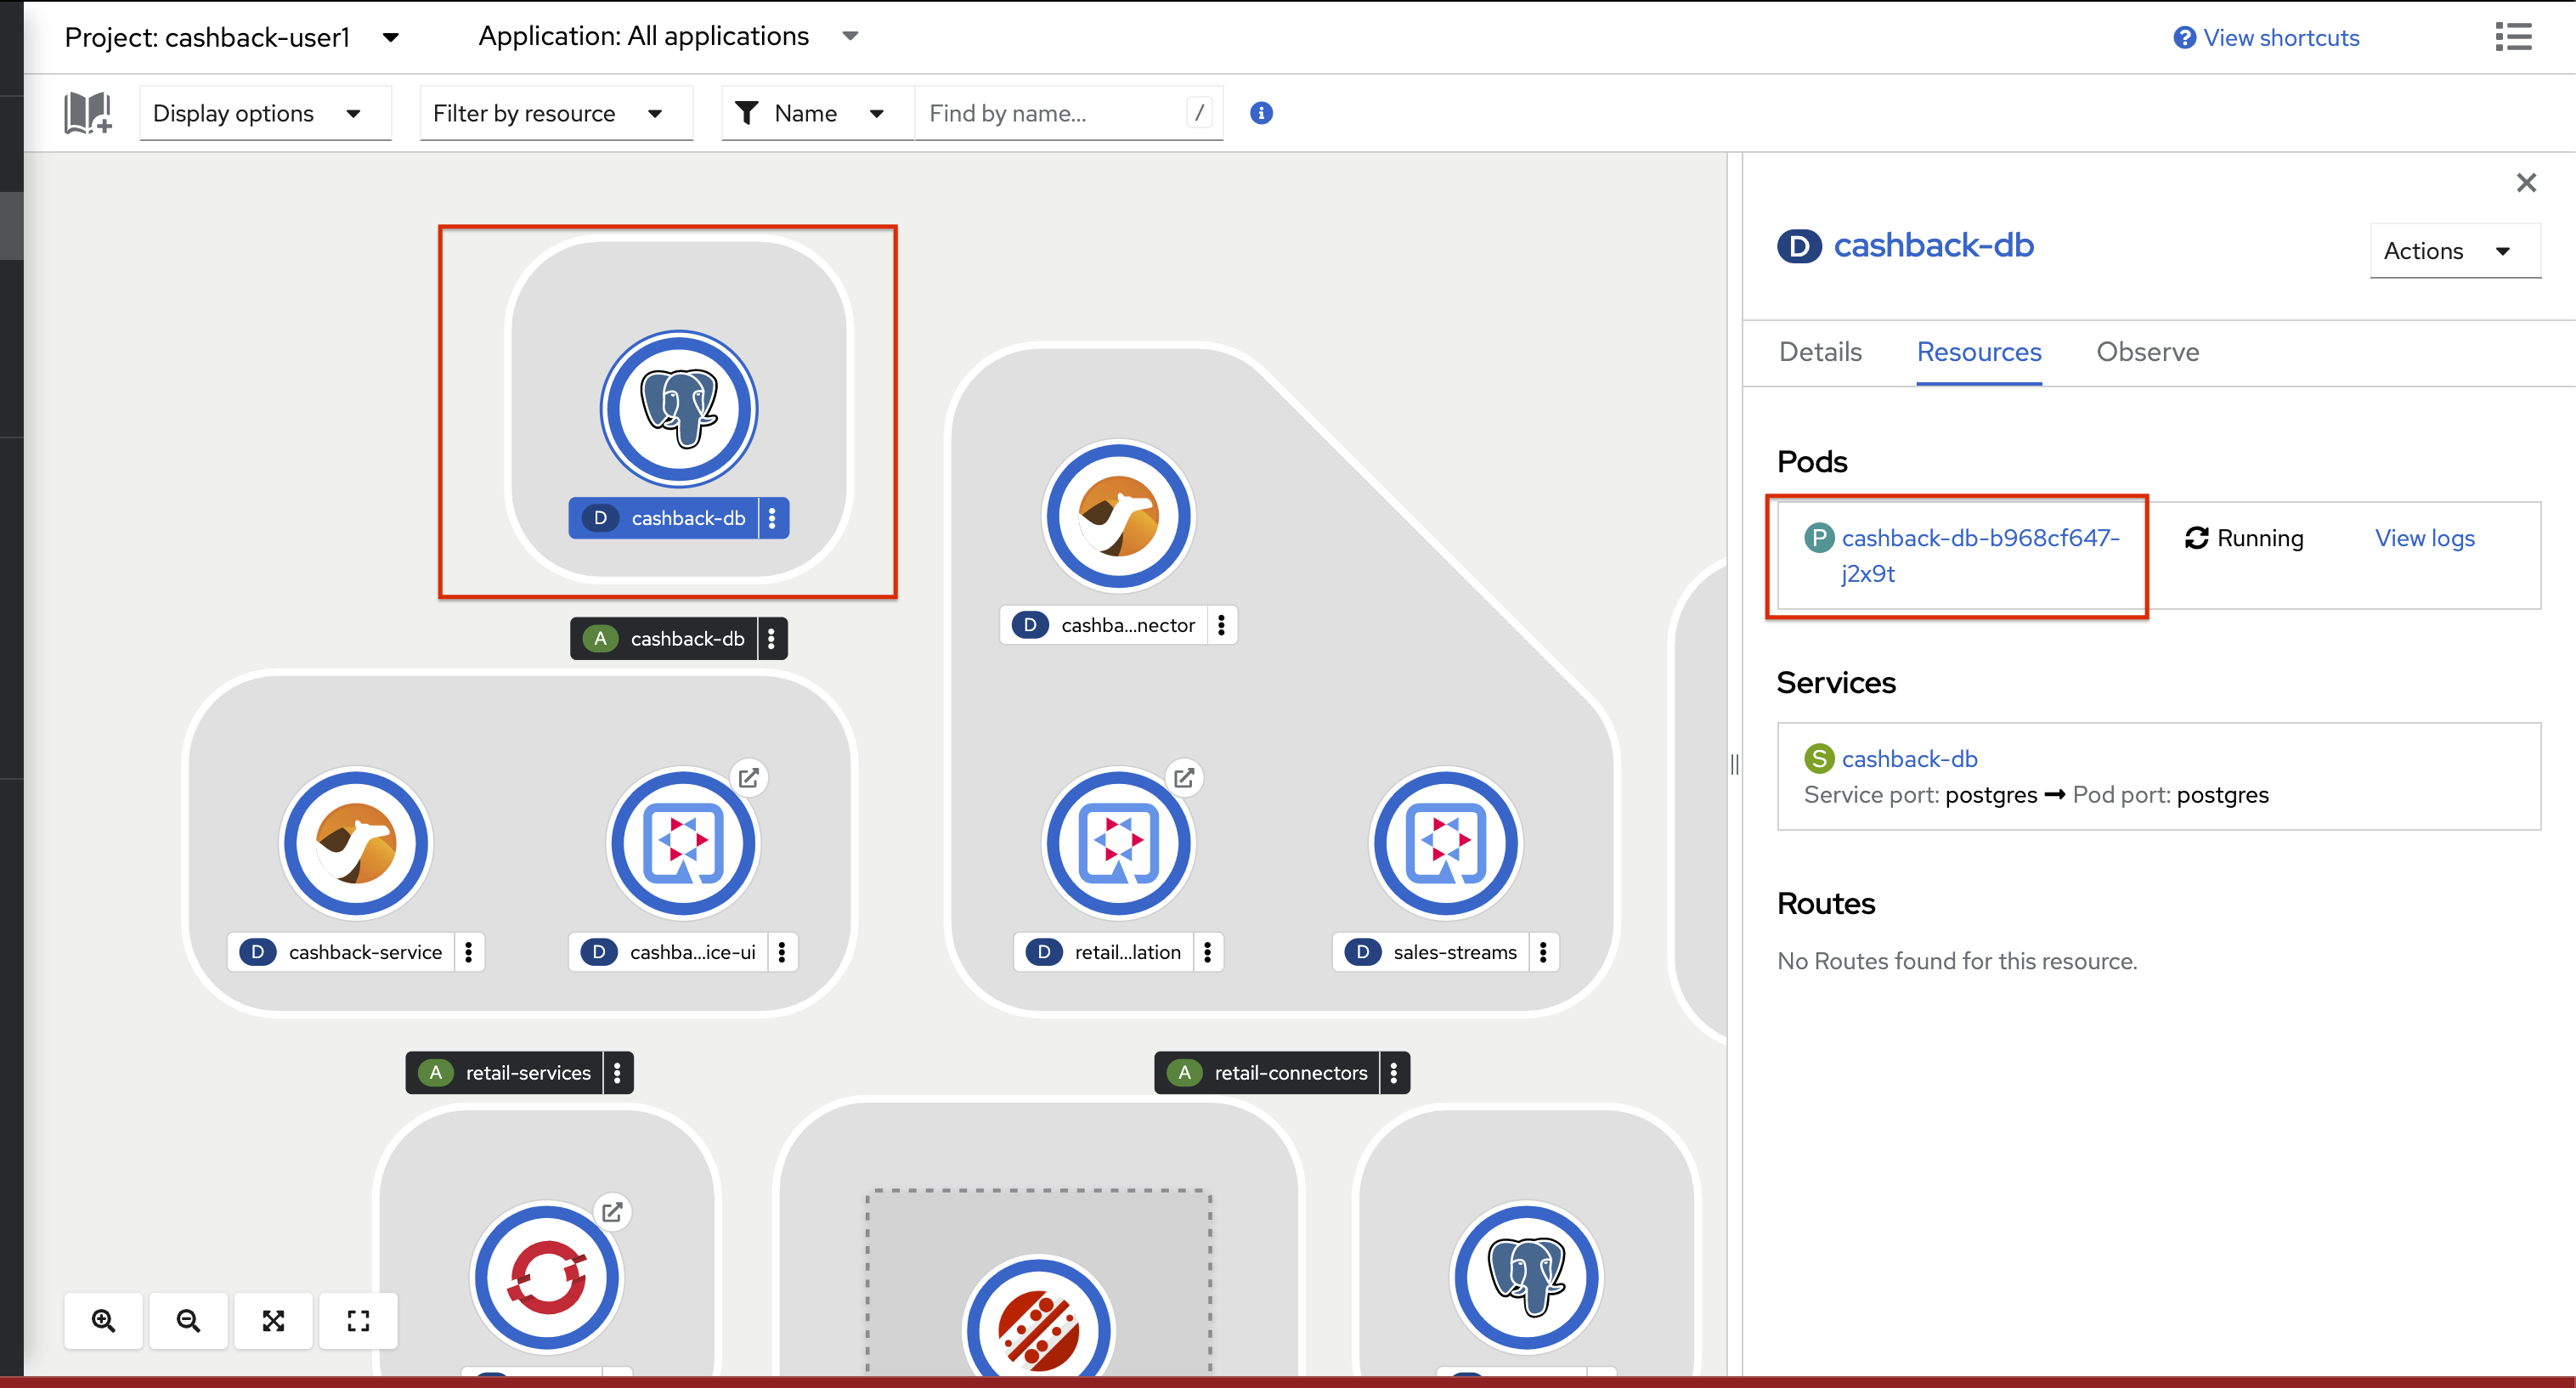 Project: cashback-user1
Application: All applications
View shortcuts
Display options
Filter by resource
Name
Find by name...
/
D cashback-db
A cashback-db
D cashba...nector
D cashback-service
D cashba...ice-ui
D retail...lation
D sales-streams
A retail-services
A retail-connectors
D cashback-db
Actions
Details
Resources
Observe
Pods
P cashback-db-b968cf647-
j2x9t
Running
View logs
Services
S cashback-db
Service port: postgres ➞ Pod port: postgres
Routes
No Routes found for this resource.